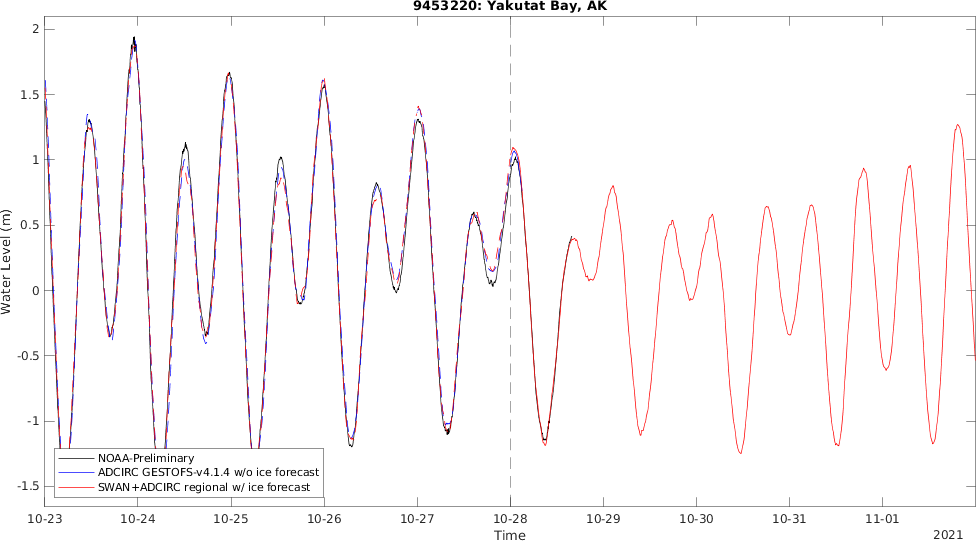 9453220: Yakutat Bay, AK
2
1.5
1
0.5
0
-0.5
-1
-1.5
Water Level (m)
NOAA-Preliminary
ADCIRC GESTOFS-v4.1.4 w/o ice forecast
SWAN+ADCIRC regional w/ ice forecast
10-23 10-24 10-25 10-26 10-27 10-28 10-29 10-30 10-31 11-01
Time
2021